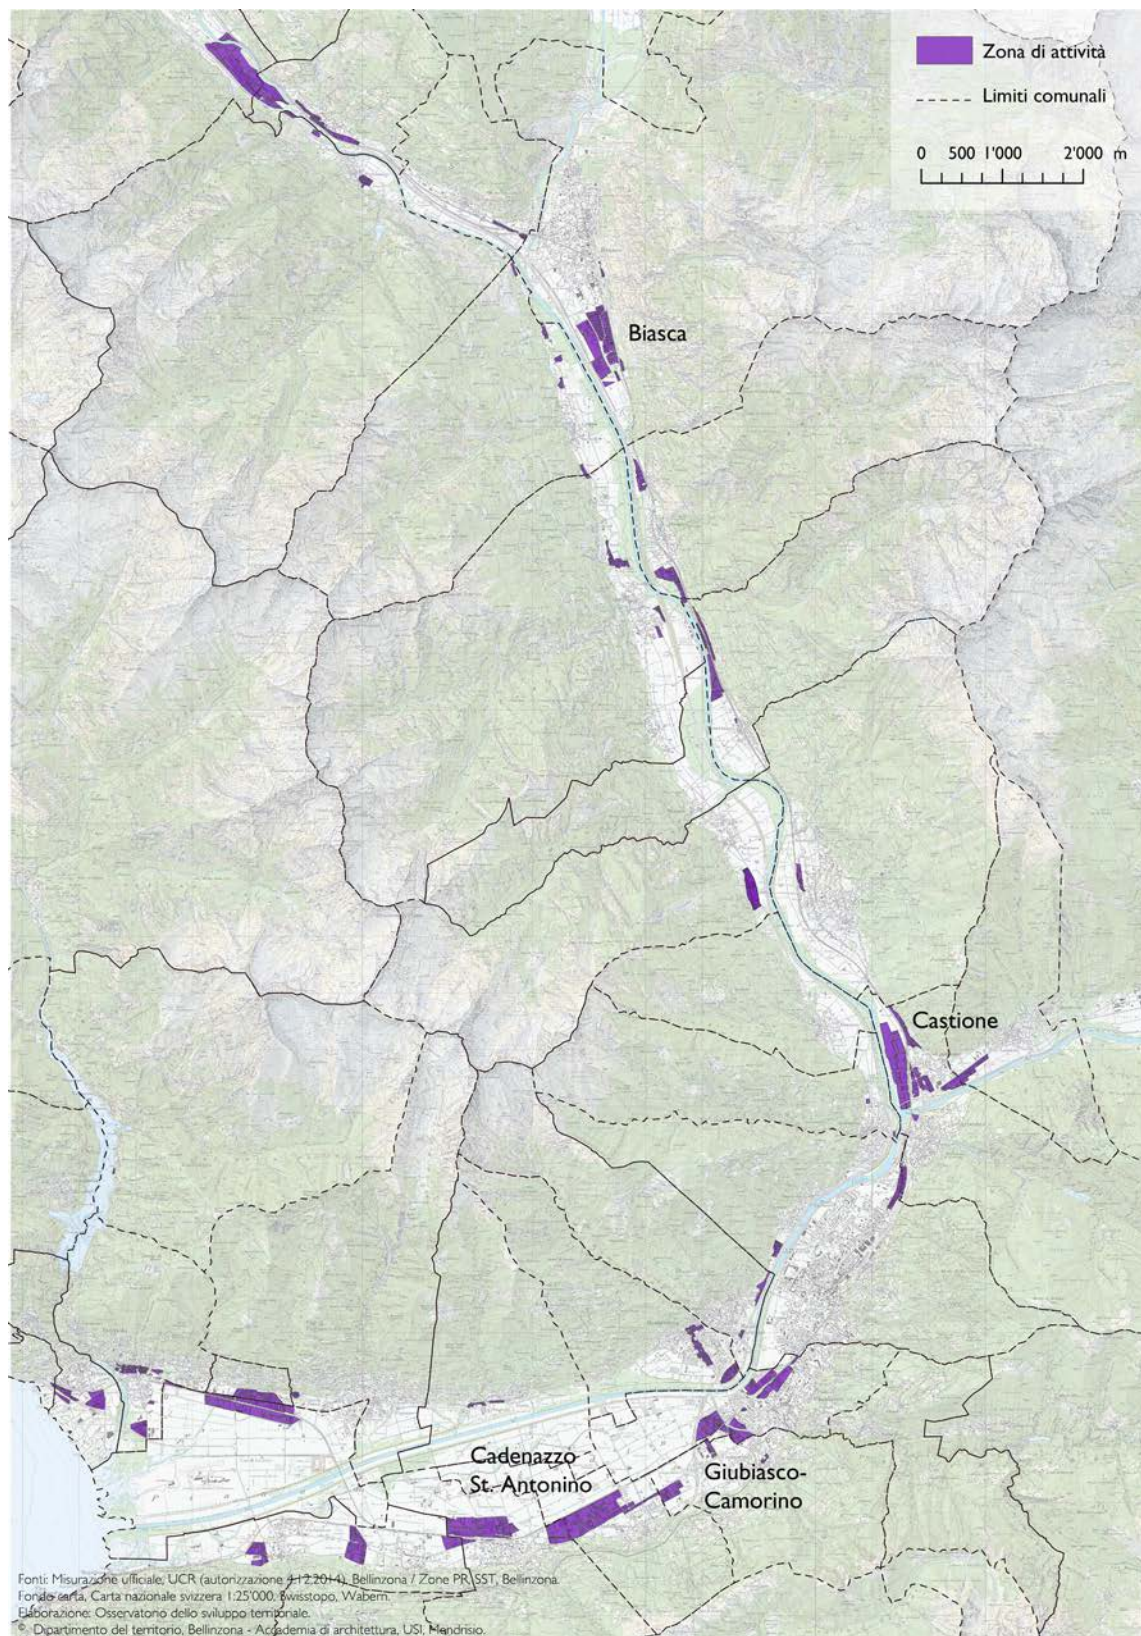 Zona di attività
Limiti comunali
0 500 1'000 2'000 m
Biasca
Castione
Cadenazzo
St. Antonino
Giubiasco-
Camorino
Fonti: Misurazione ufficiale, UCR (autorizzazione 4.12.2014), Bellinzona / Zone PR, SST, Bellinzona.
Fondo carta, Carta nazionale svizzera 1:25'000, Swisstopo, Wabern.
Elaborazione: Osservatorio dello sviluppo territoriale.
© Dipartimento del territorio, Bellinzona - Accademia di architettura, USI, Mendrisio.